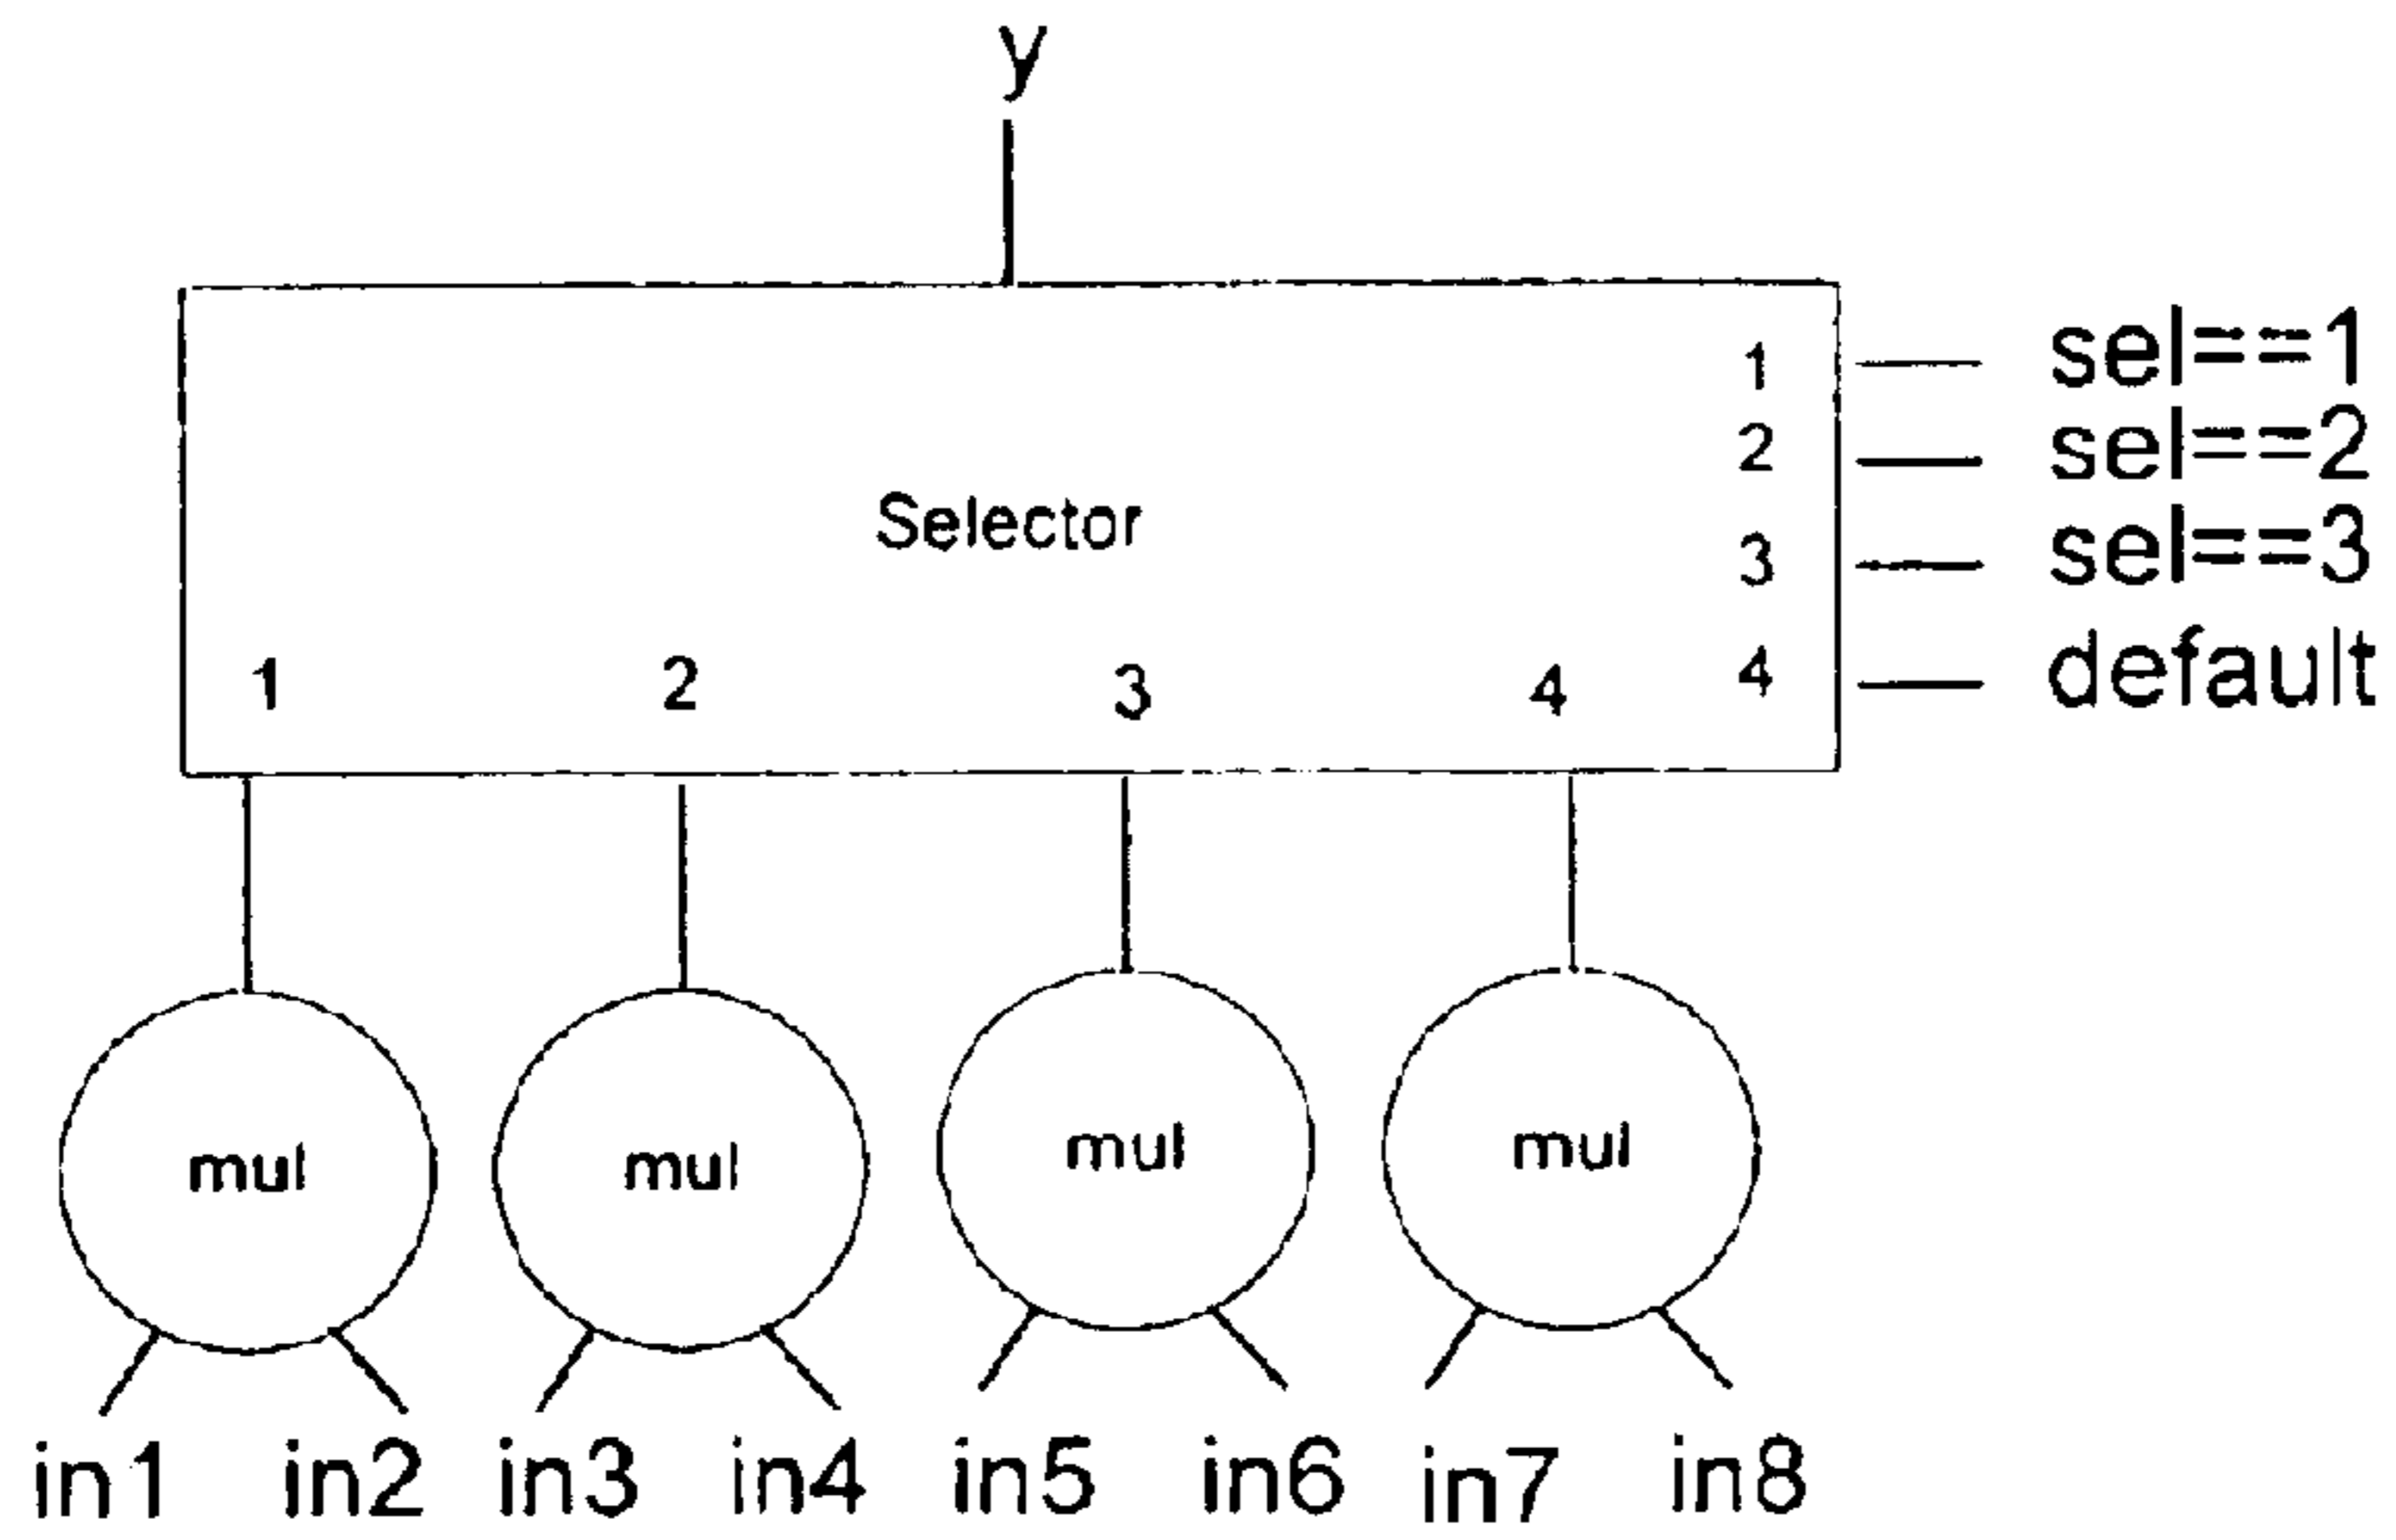 y
1 sel==1
2 sel==2
Selector
3 sel==3
1 2 3 4 4 default
mul mul mul mul
in1 in2 in3 in4 in5 in6 in7 in8